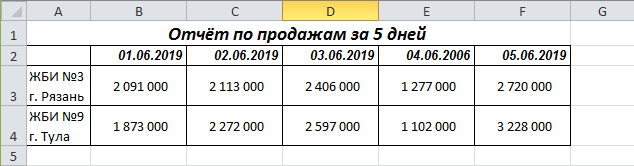 A B C D E F G
1 Отчёт по продажам за 5 дней
2 01.06.2019 02.06.2019 03.06.2019 04.06.2006 05.06.2019
ЖБИ №3
3 г. Рязань 2 091 000 2 113 000 2 406 000 1 277 000 2 720 000
ЖБИ №9
4 г. Тула 1 873 000 2 272 000 2 597 000 1 102 000 3 228 000
5